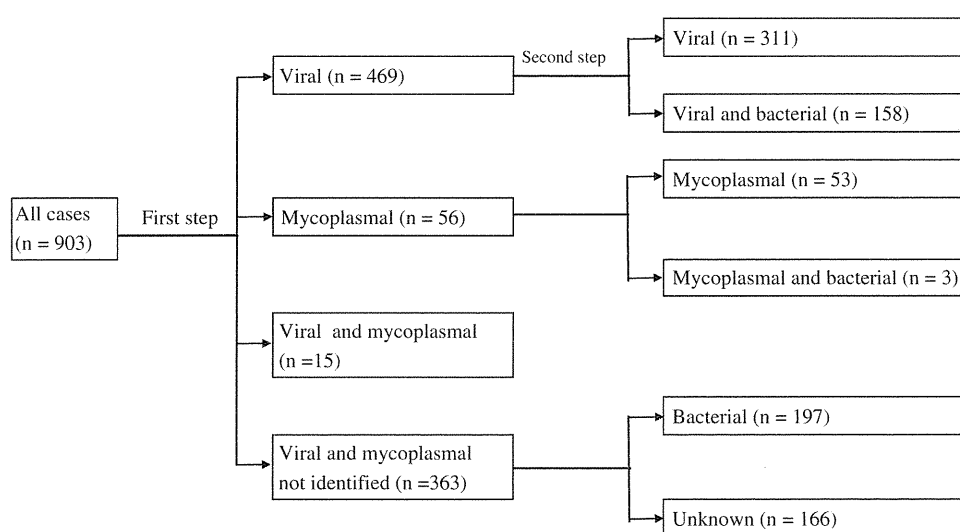 All cases
(n = 903)
First step
Viral (n = 469)
Second step
Viral (n = 311)
Viral and bacterial (n = 158)
Mycoplasmal (n = 56)
Mycoplasmal (n = 53)
Mycoplasmal and bacterial (n = 3)
Viral and mycoplasmal
(n =15)
Viral and mycoplasmal
not identified (n =363)
Bacterial (n = 197)
Unknown (n = 166)